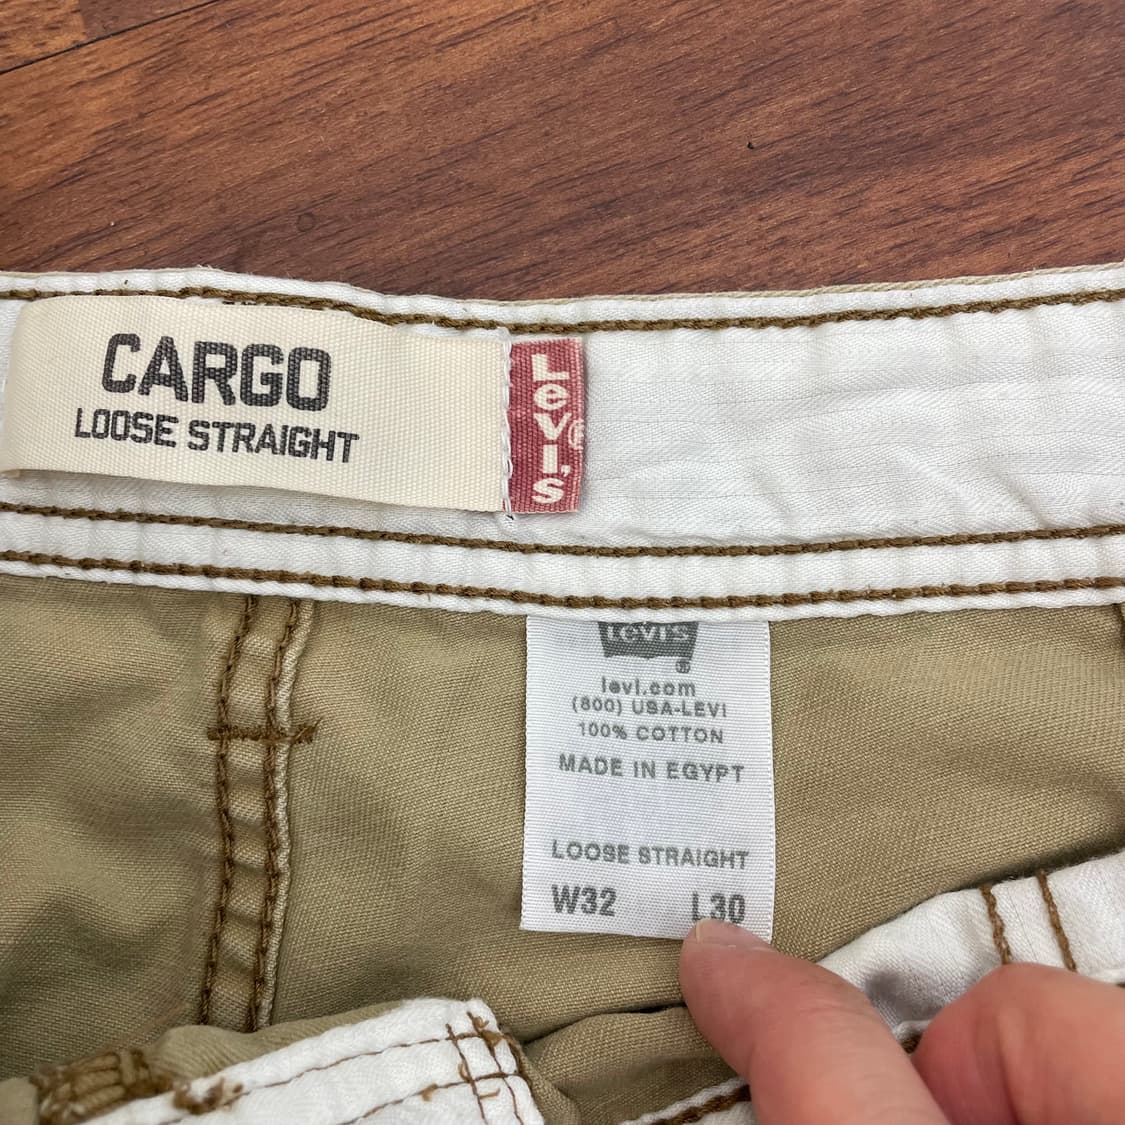 CARGO
LOOSE STRAIGHT
Levi's®
LEVI'S
®
levi.com
(800) USA-LEVI
100% COTTON
MADE IN EGYPT
LOOSE STRAIGHT
W32 L30